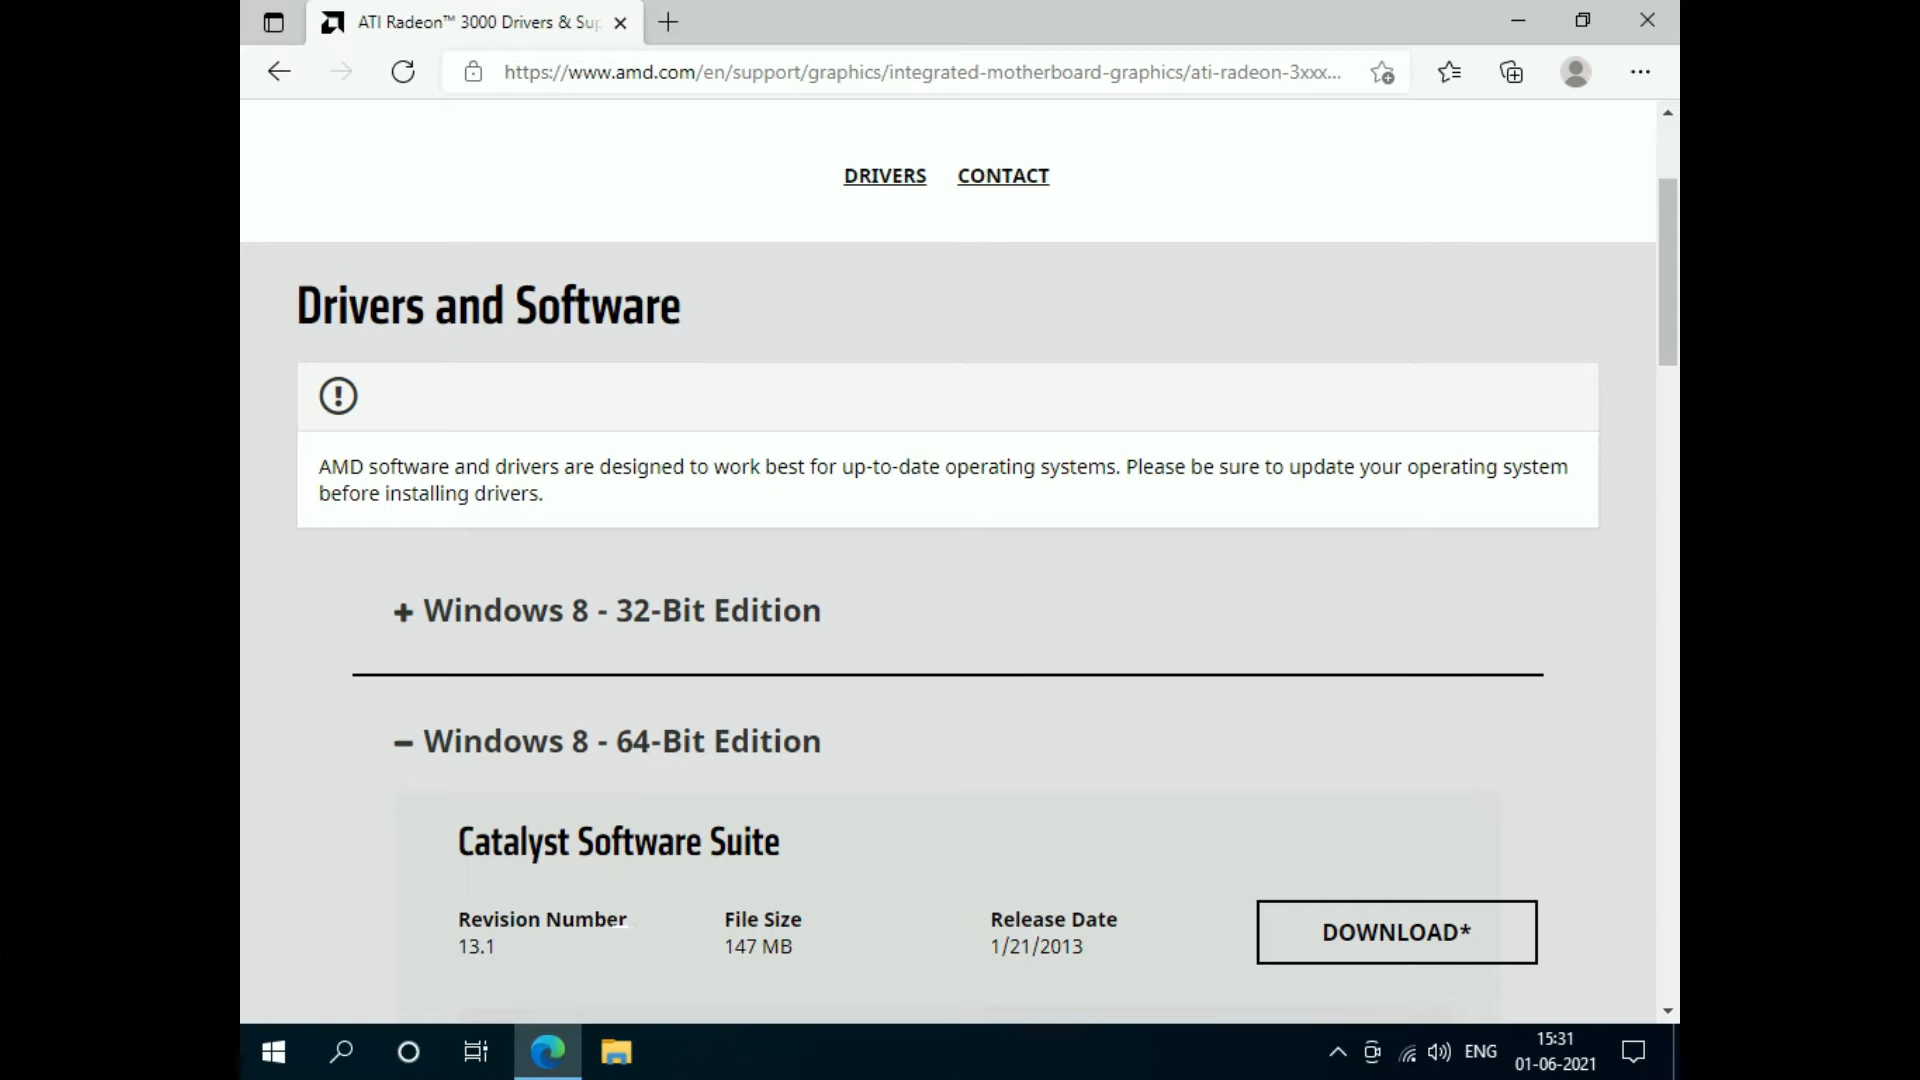 ATI Radeon™ 3000 Drivers & Sup
https://www.amd.com/en/support/graphics/integrated-motherboard-graphics/ati-radeon-3xxx...
DRIVERS CONTACT
Drivers and Software
AMD software and drivers are designed to work best for up-to-date operating systems. Please be sure to update your operating system
before installing drivers.
+ Windows 8 - 32-Bit Edition
− Windows 8 - 64-Bit Edition
Catalyst Software Suite
Revision Number File Size Release Date
13.1 147 MB 1/21/2013
DOWNLOAD*
ENG 15:31
01-06-2021